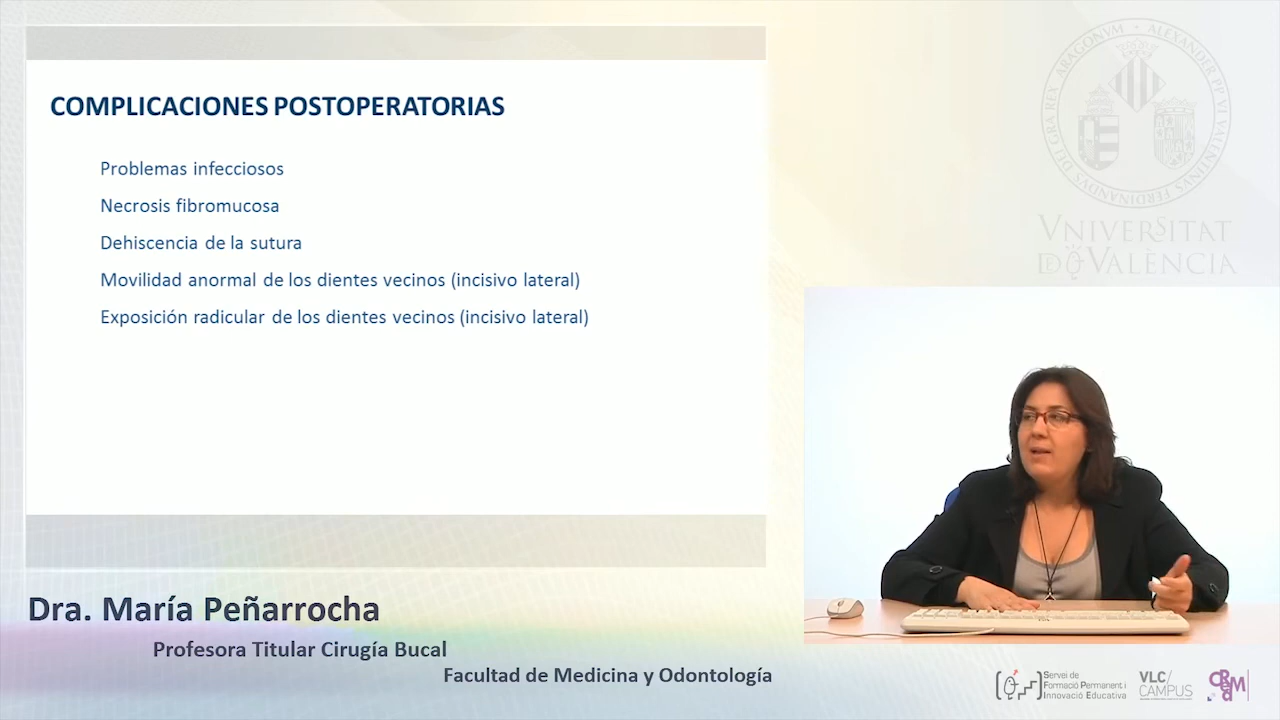 COMPLICACIONES POSTOPERATORIAS
Problemas infecciosos
Necrosis fibromucosa
Dehiscencia de la sutura
Movilidad anormal de los dientes vecinos (incisivo lateral)
Exposición radicular de los dientes vecinos (incisivo lateral)
VNIVERSITAT
D VALÈNCIA
Dra. María Peñarrocha
Profesora Titular Cirugía Bucal
Facultad de Medicina y Odontología
Servei de
Formació Permanent i
Innovació Educativa
VLC/
CAMPUS